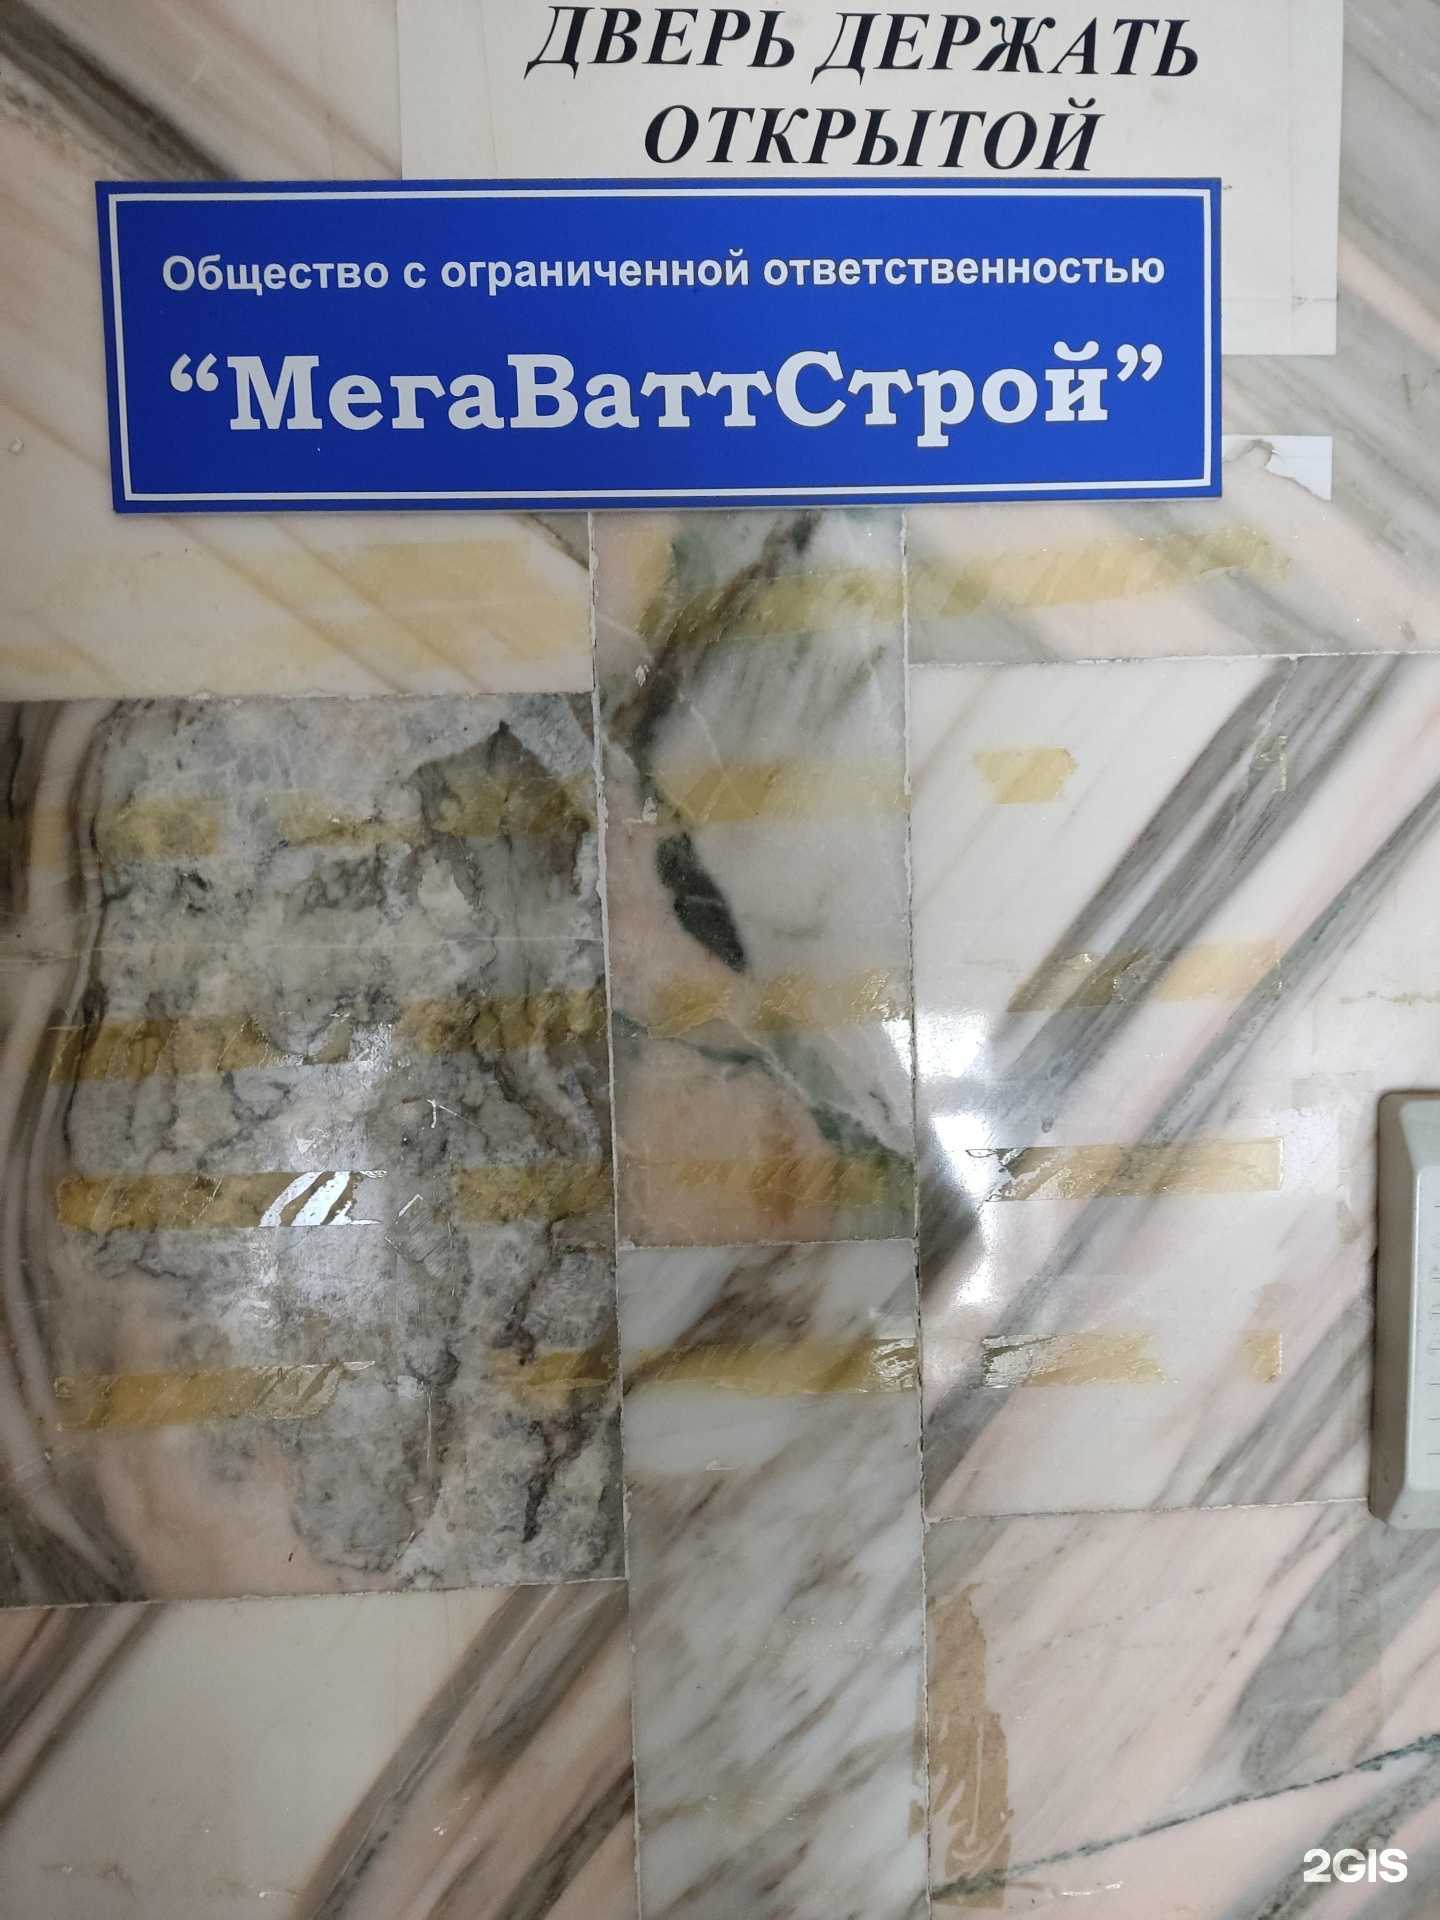 ДВЕРЬ ДЕРЖАТЬ
ОТКРЫТОЙ
Общество с ограниченной ответственностью
“МегаВаттСтрой”
2GIS